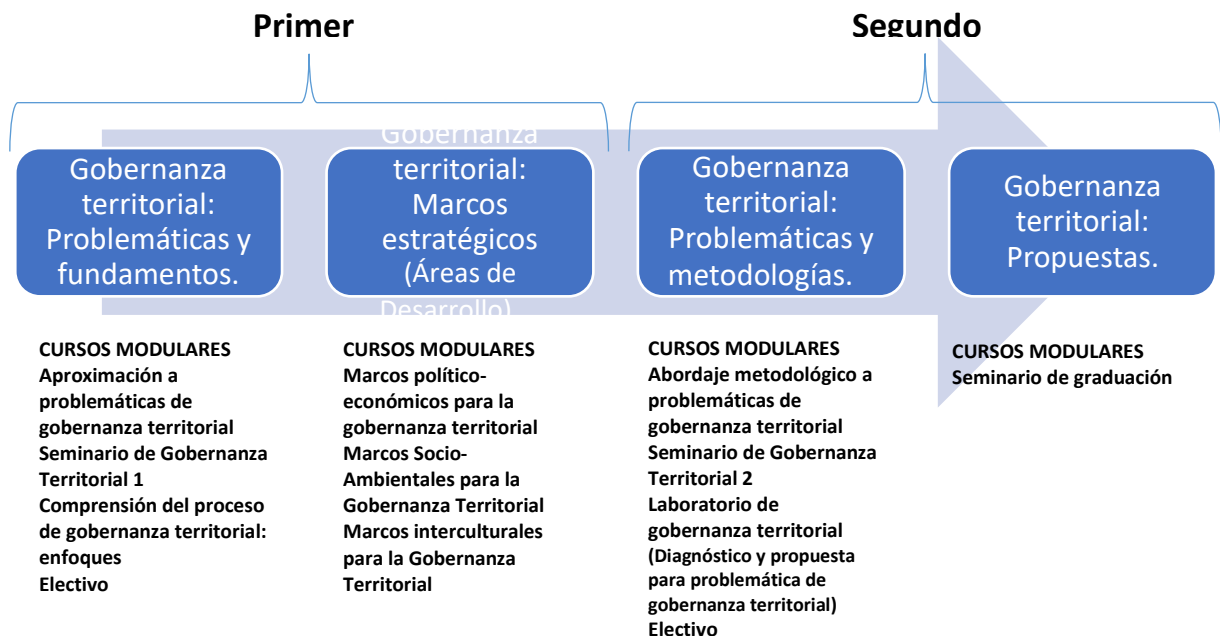 Primer
Segundo
Gobernanza
territorial:
Problemáticas y
fundamentos.
Gobernanza
territorial:
Marcos
estratégicos
(Áreas de
Desarrollo)
Gobernanza
territorial:
Problemáticas y
metodologías.
Gobernanza
territorial:
Propuestas.
CURSOS MODULARES
Aproximación a
problemáticas de
gobernanza territorial
Seminario de Gobernanza
Territorial 1
Comprensión del proceso
de gobernanza territorial:
enfoques
Electivo
CURSOS MODULARES
Marcos político-
económicos para la
gobernanza territorial
Marcos Socio-
Ambientales para la
Gobernanza Territorial
Marcos interculturales
para la Gobernanza
Territorial
CURSOS MODULARES
Abordaje metodológico a
problemáticas de
gobernanza territorial
Seminario de Gobernanza
Territorial 2
Laboratorio de
gobernanza territorial
(Diagnóstico y propuesta
para problemática de
gobernanza territorial)
Electivo
CURSOS MODULARES
Seminario de graduación